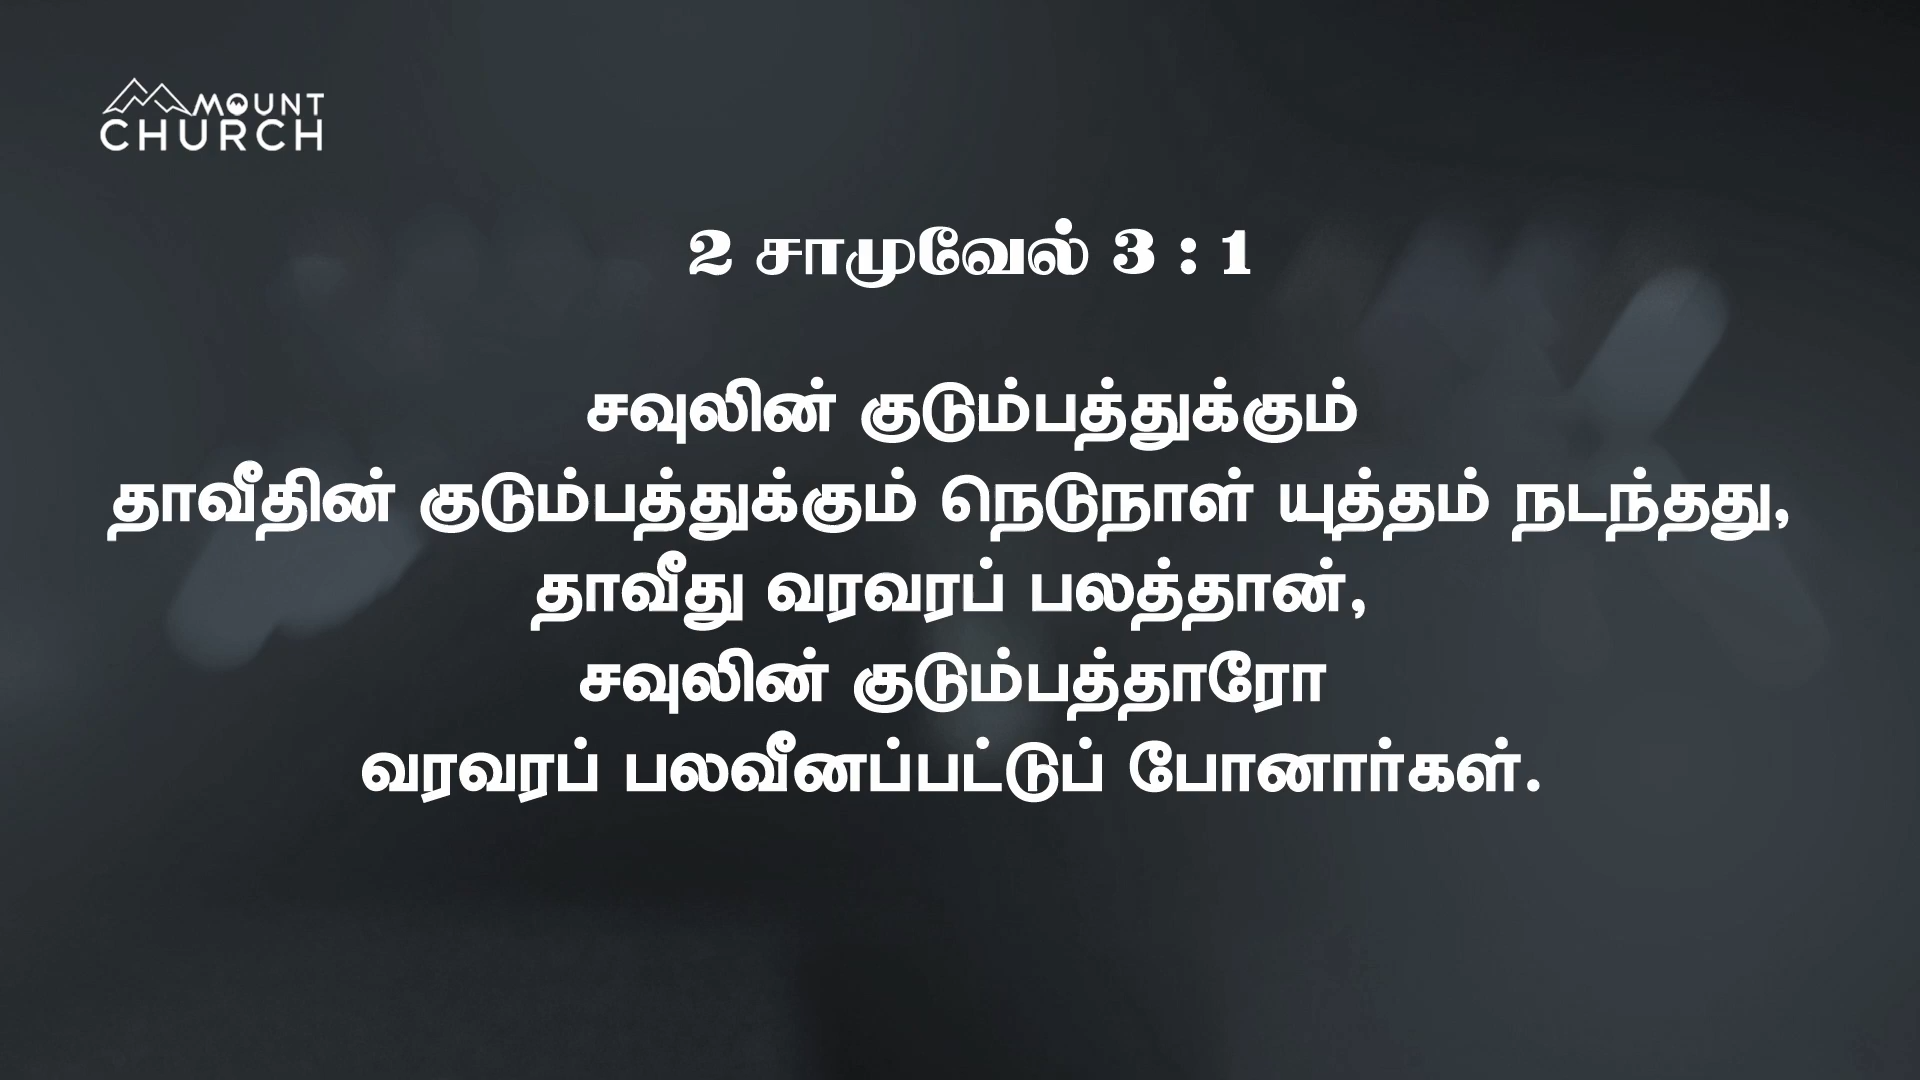 MOUNT
CHURCH
2 சாமுவேல் 3 : 1
சவுலின் குடும்பத்துக்கும்
தாவீதின் குடும்பத்துக்கும் நெடுநாள் யுத்தம் நடந்தது,
தாவீது வரவரப் பலத்தான்,
சவுலின் குடும்பத்தாரோ
வரவரப் பலவீனப்பட்டுப் போனார்கள்.